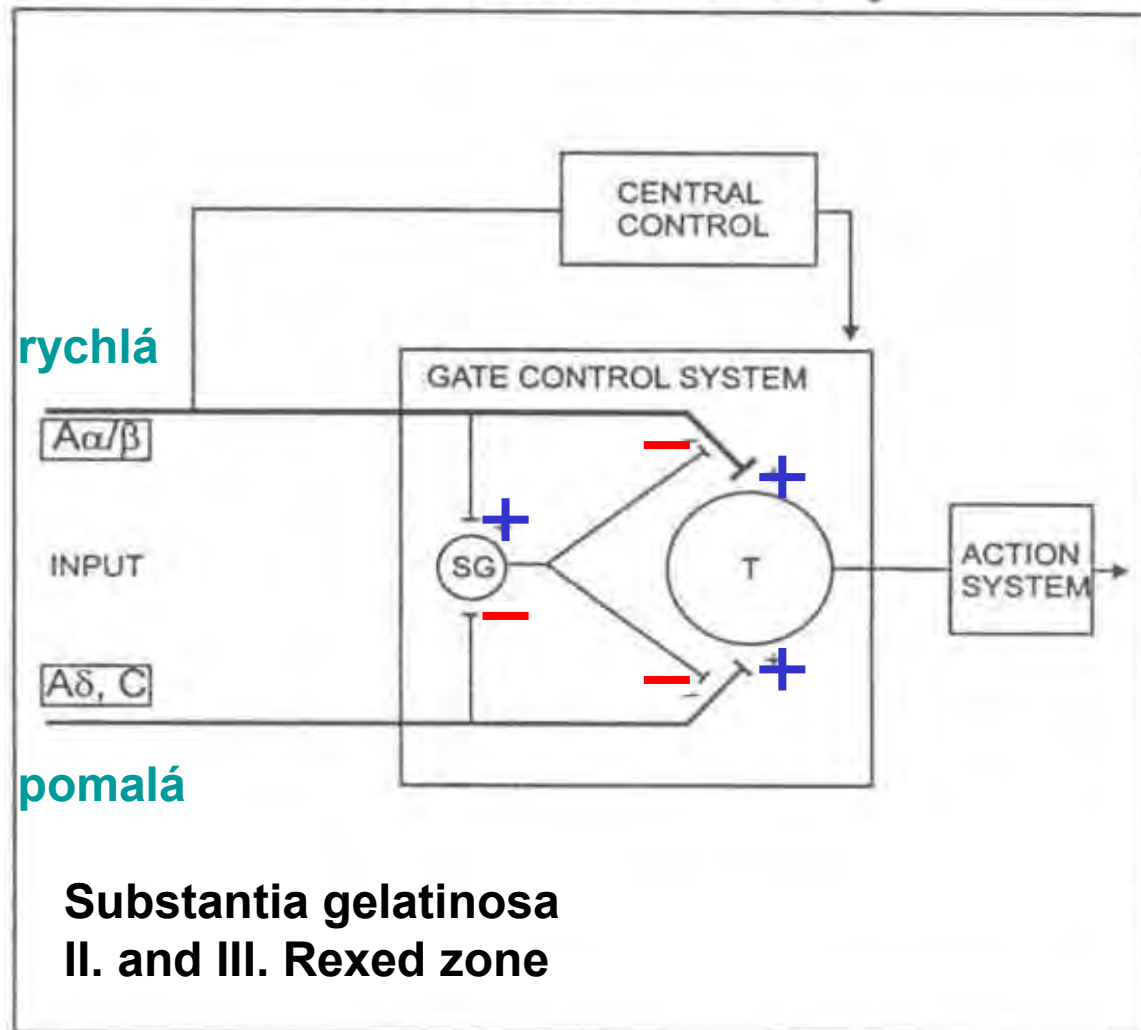 CENTRAL
CONTROL
rychlá
GATE CONTROL SYSTEM
Aα/β
−
+
+
INPUT
SG
T
ACTION
SYSTEM
−
−
+
Aδ, C
pomalá
Substantia gelatinosa
II. and III. Rexed zone